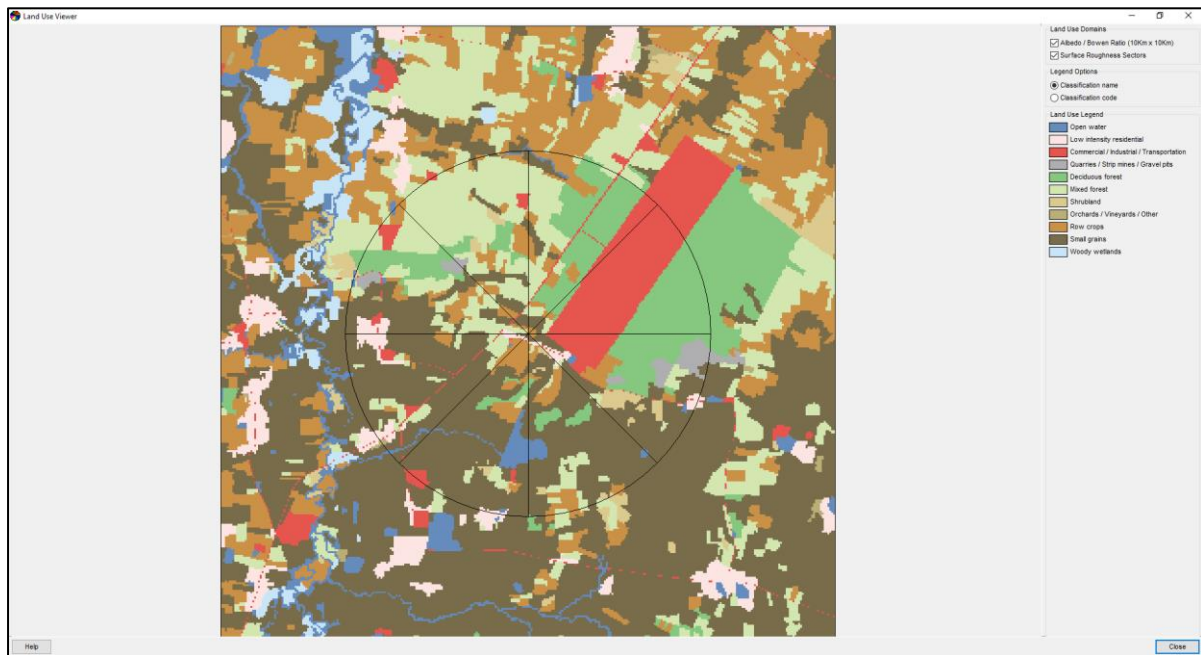 Land Use Viewer
Land Use Domains
Albedo / Bowen Ratio (10Km x 10Km)
Surface Roughness Sectors
Legend Options
Classification name
Classification code
Land Use Legend
Open water
Low intensity residential
Commercial / Industrial / Transportation
Quarries / Strip mines / Gravel pits
Deciduous forest
Mixed forest
Shrubland
Orchards / Vineyards / Other
Row crops
Small grains
Woody wetlands
Help
Close